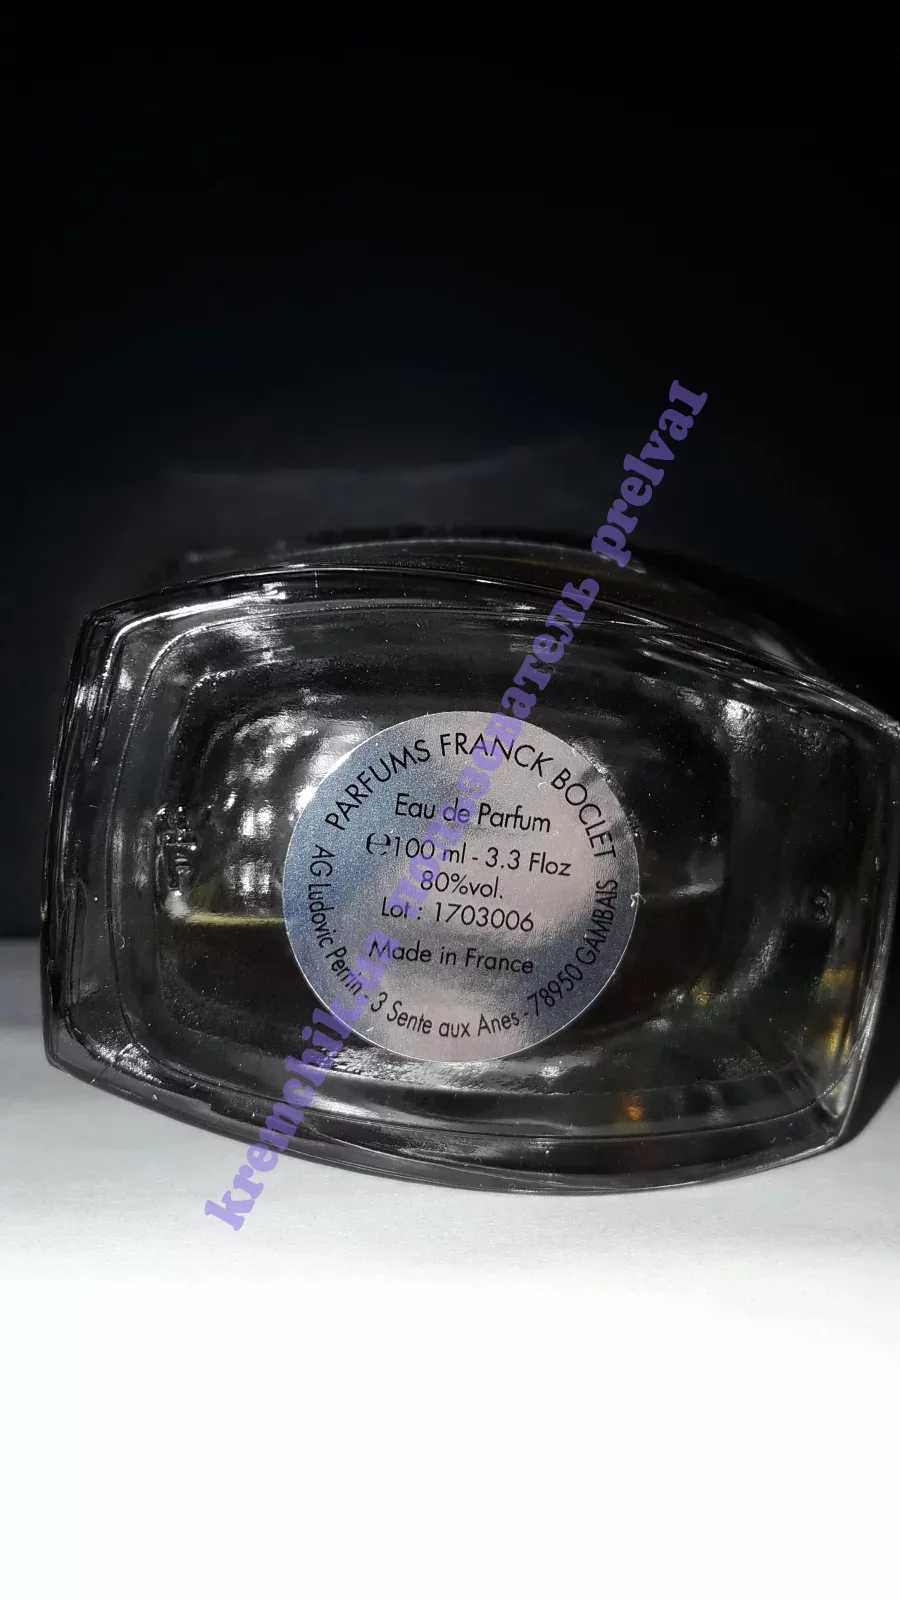 PARFUMS FRANCK BOCLET
Eau de Parfum
℮100 ml - 3.3 Floz
80%vol.
Lot : 1703006
Made in France
AG Ludovic Perrin - 3 Sente aux Anes - 78950 GAMBAIS
kremchik.ua пользователь prelva1